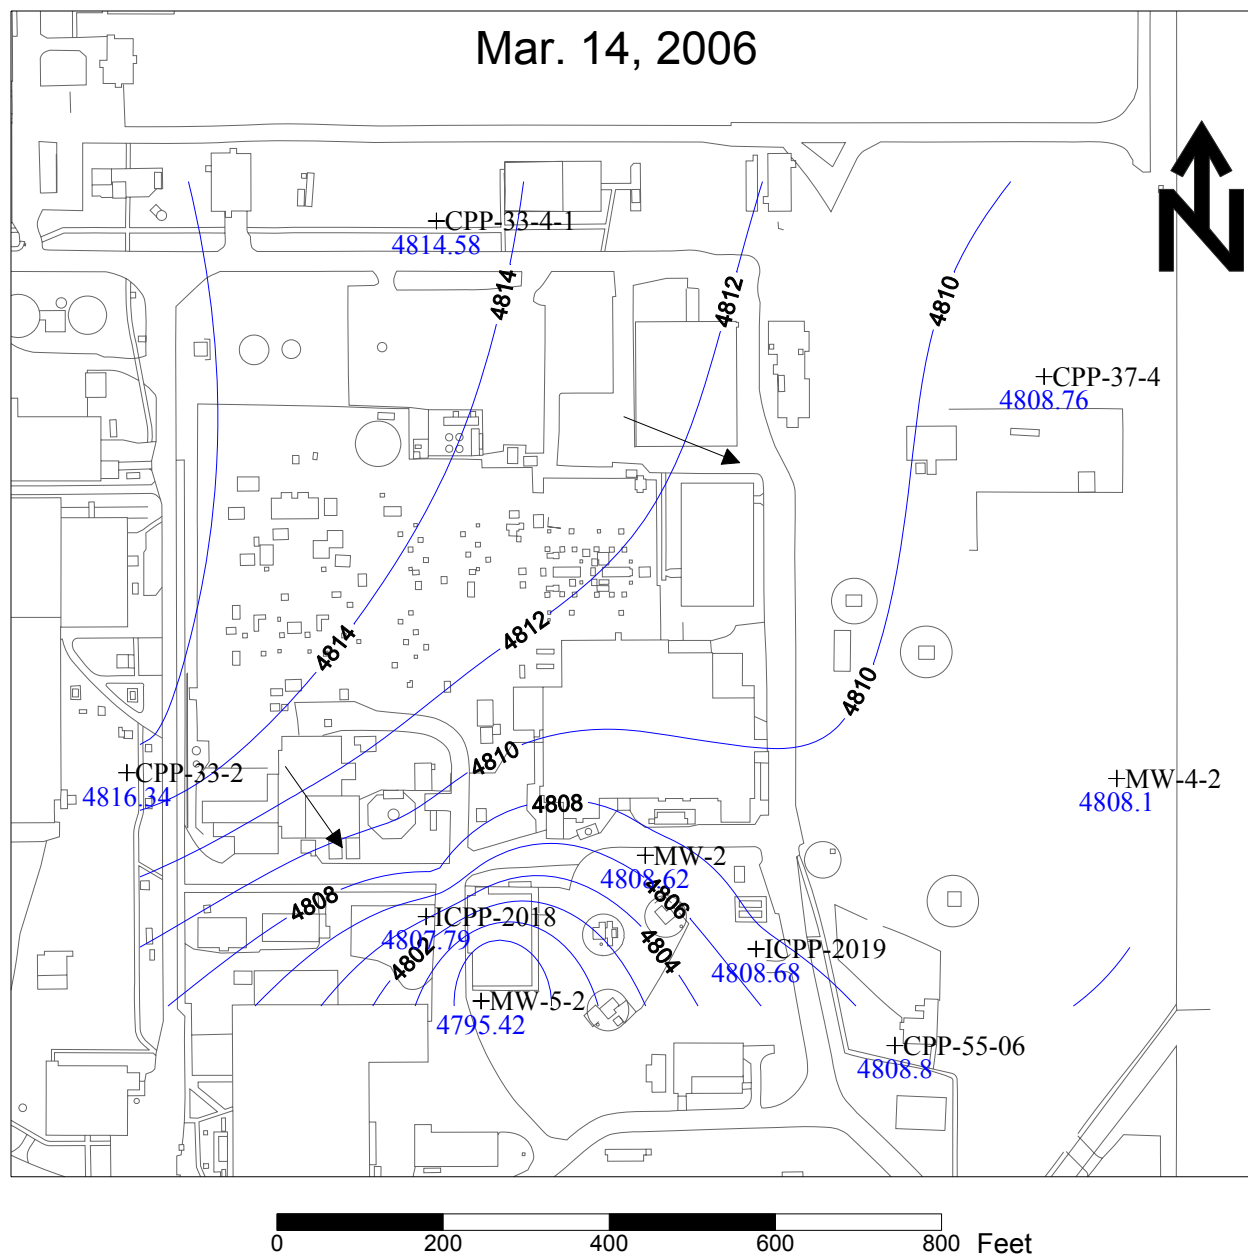 Mar. 14, 2006
N
CPP-33-4-1
4814.58
4814
4812
4810
CPP-37-4
4808.76
4812
4814
4810
4810
CPP-33-2
4816.34
MW-4-2
4808.1
4808
MW-2
4808.62
4806
4808
ICPP-2018
4807.79
4802
4804
ICPP-2019
4808.68
MW-5-2
4795.42
CPP-55-06
4808.8
0 200 400 600 800 Feet